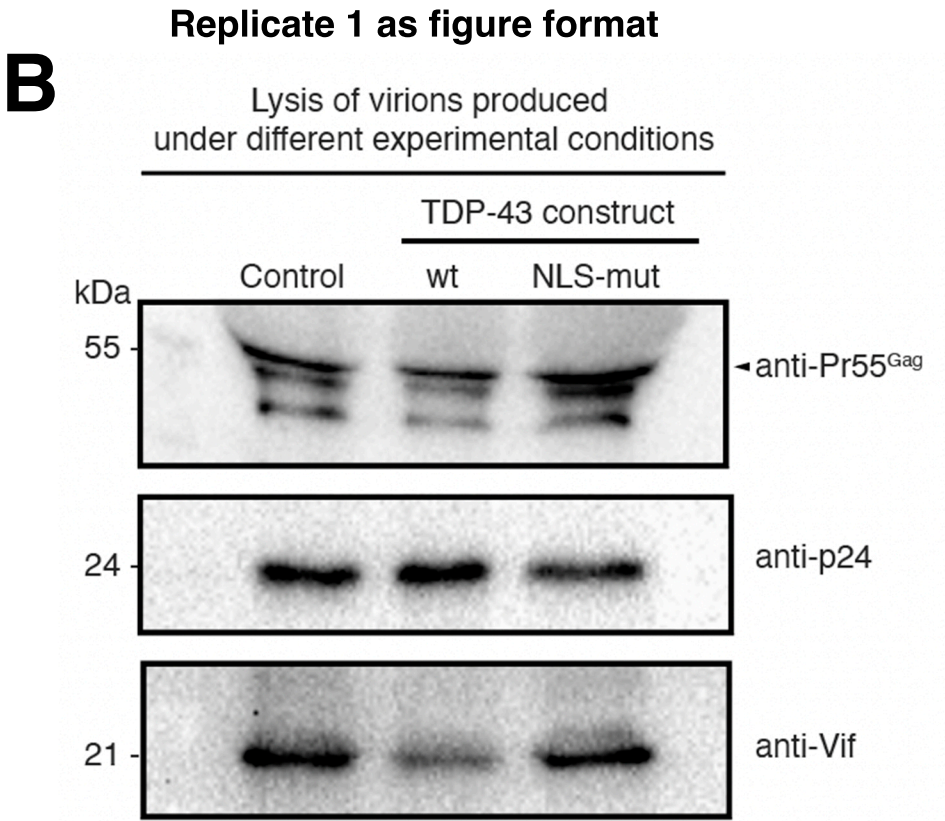 Replicate 1 as figure format
B
Lysis of virions produced
under different experimental conditions
TDP-43 construct
Control wt NLS-mut
kDa
55 - anti-Pr55Gag
24 - anti-p24
21 - anti-Vif